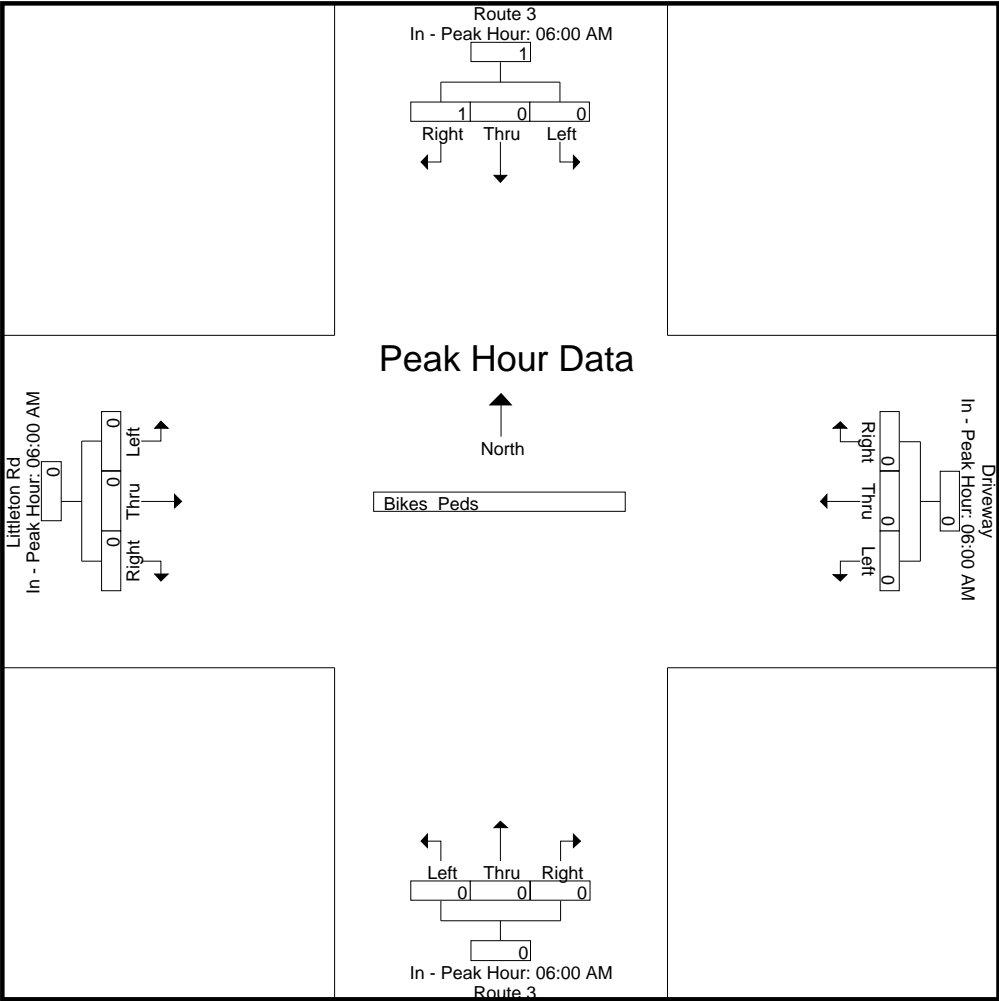 Route 3
In - Peak Hour: 06:00 AM
1
1 0 0
Right Thru Left
Peak Hour Data
North
Bikes Peds
Littleton Rd
In - Peak Hour: 06:00 AM
0
0 0 0
Left Thru Right
Driveway
In - Peak Hour: 06:00 AM
0
0 0 0
Right Thru Left
Left Thru Right
0 0 0
0
In - Peak Hour: 06:00 AM
Route 3